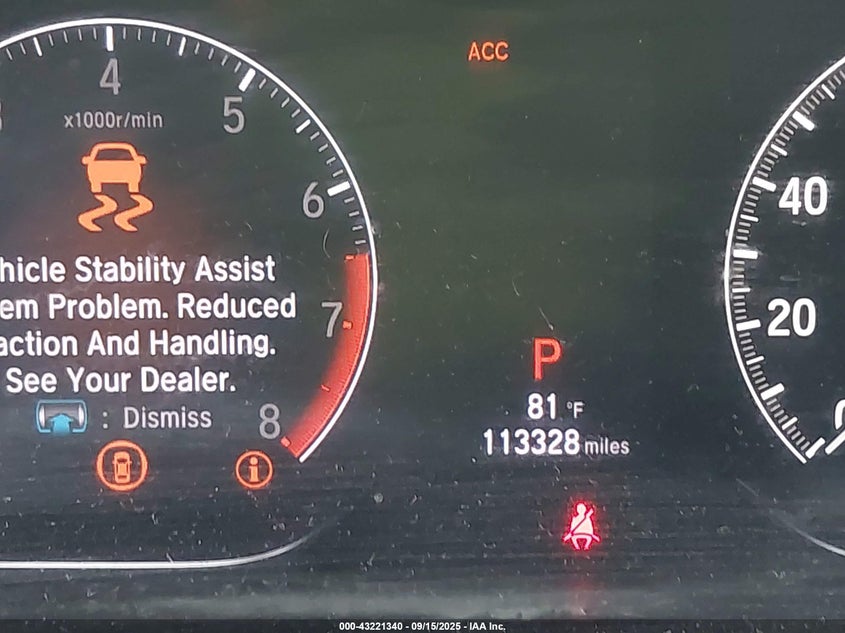 4
ACC
x1000r/min
5
6
hicle Stability Assist
em Problem. Reduced
action And Handling.
See Your Dealer.
: Dismiss
7
8
P
81 °F
113328 miles
40
20
000-43221340 - 09/15/2025 - IAA Inc.